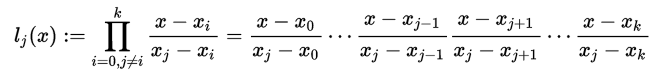 $l_j(x) := \prod_{i=0, j \neq i}^{k} \frac{x - x_i}{x_j - x_i} = \frac{x - x_0}{x_j - x_0} \cdots \frac{x - x_{j-1}}{x_j - x_{j-1}} \frac{x - x_{j+1}}{x_j - x_{j+1}} \cdots \frac{x - x_k}{x_j - x_k}$